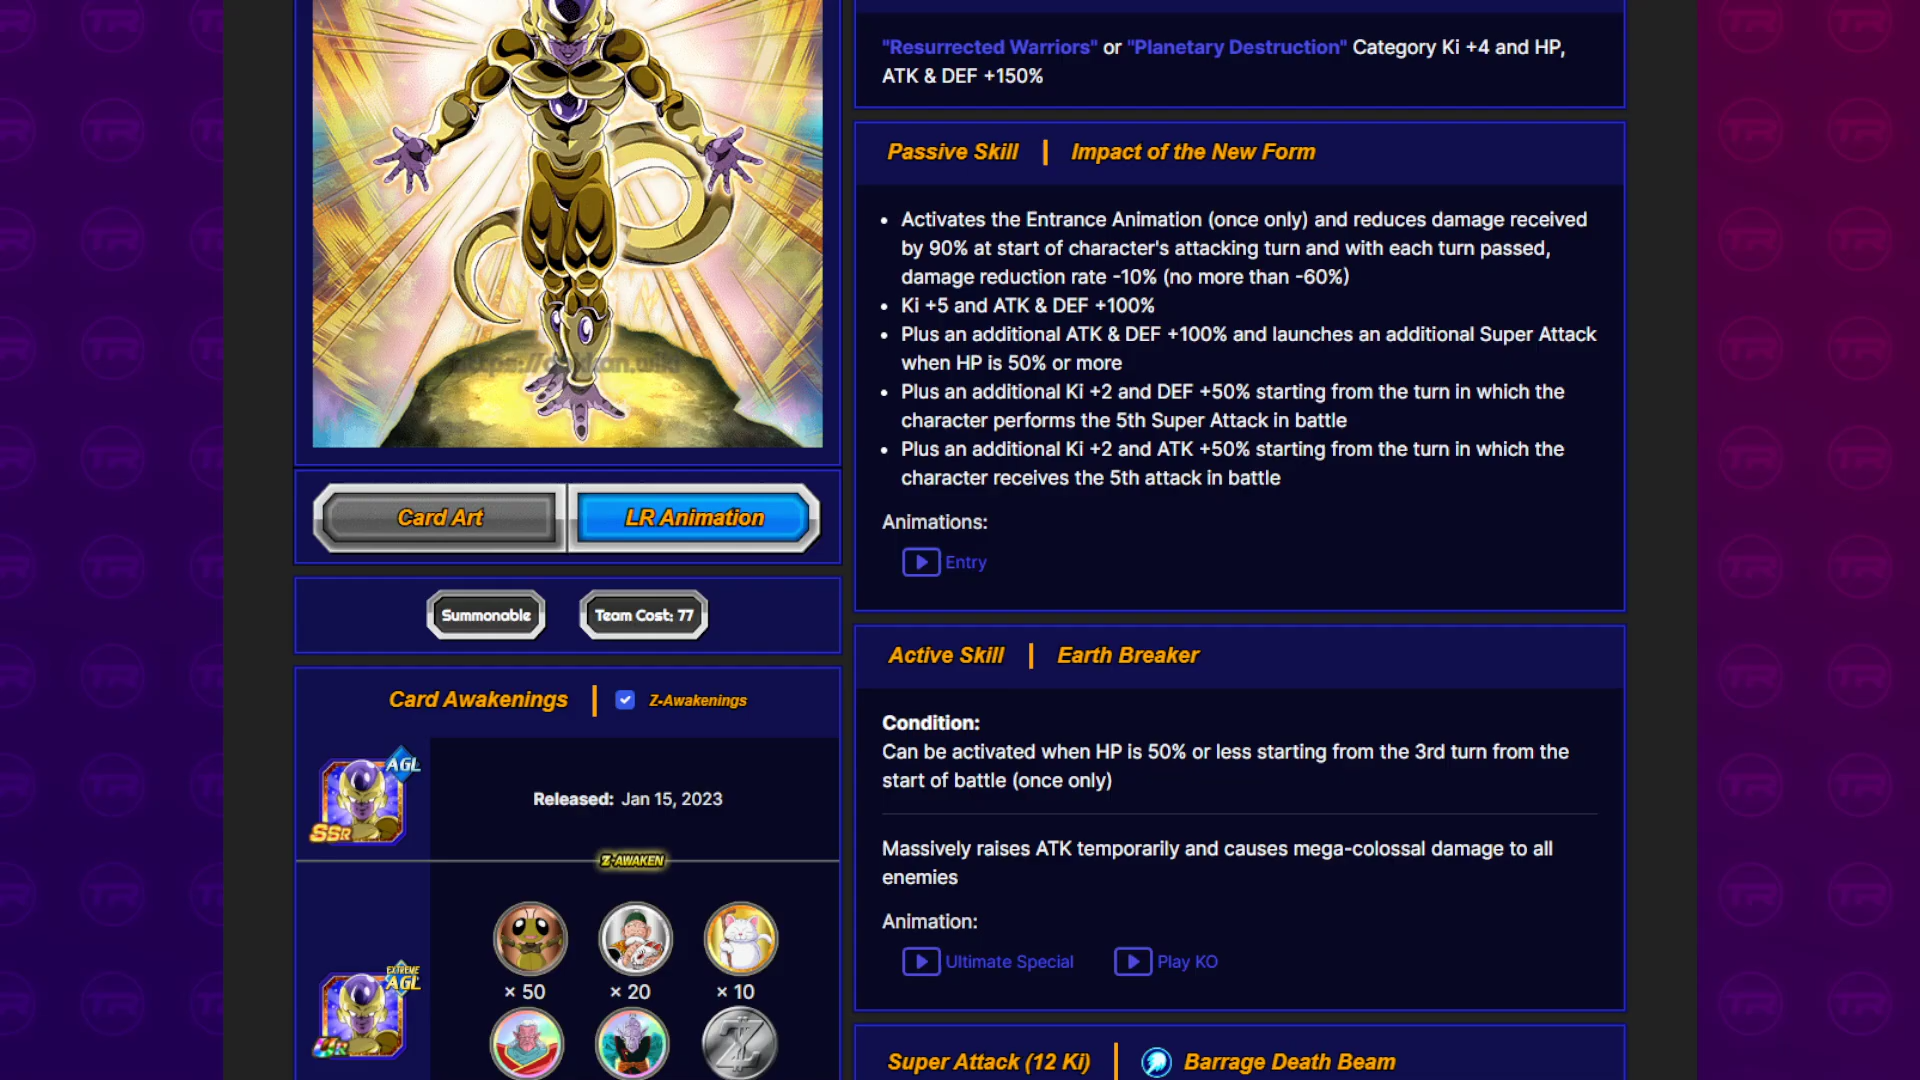 "Resurrected Warriors" or "Planetary Destruction" Category Ki +4 and HP,
ATK & DEF +150%
Passive Skill | Impact of the New Form
• Activates the Entrance Animation (once only) and reduces damage received
by 90% at start of character's attacking turn and with each turn passed,
damage reduction rate -10% (no more than -60%)
• Ki +5 and ATK & DEF +100%
• Plus an additional ATK & DEF +100% and launches an additional Super Attack
when HP is 50% or more
• Plus an additional Ki +2 and DEF +50% starting from the turn in which the
character performs the 5th Super Attack in battle
• Plus an additional Ki +2 and ATK +50% starting from the turn in which the
character receives the 5th attack in battle
Animations:
Entry
Active Skill | Earth Breaker
Condition:
Can be activated when HP is 50% or less starting from the 3rd turn from the
start of battle (once only)
Massively raises ATK temporarily and causes mega-colossal damage to all
enemies
Animation:
Ultimate Special
Play KO
Super Attack (12 Ki) | Barrage Death Beam
Card Art
LR Animation
Summonable
Team Cost: 77
Card Awakenings | Z-Awakenings
AGL
SSR
Released: Jan 15, 2023
Z-AWAKEN
EXTREME
AGL
UR
× 50
× 20
× 10
Z